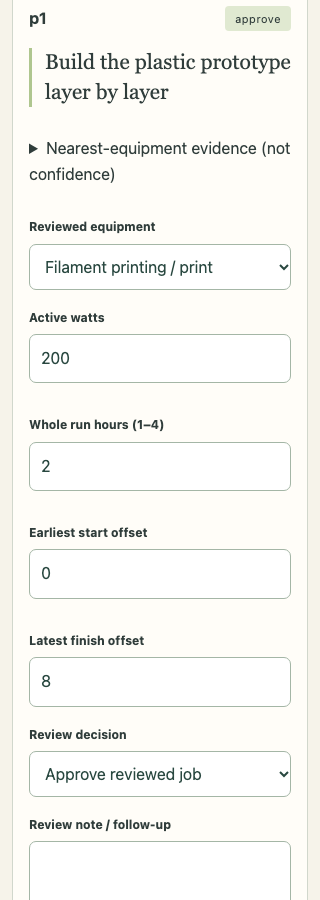 p1
approve
Build the plastic prototype
layer by layer
▶ Nearest-equipment evidence (not
confidence)
Reviewed equipment
Filament printing / print
Active watts
200
Whole run hours (1–4)
2
Earliest start offset
0
Latest finish offset
8
Review decision
Approve reviewed job
Review note / follow-up